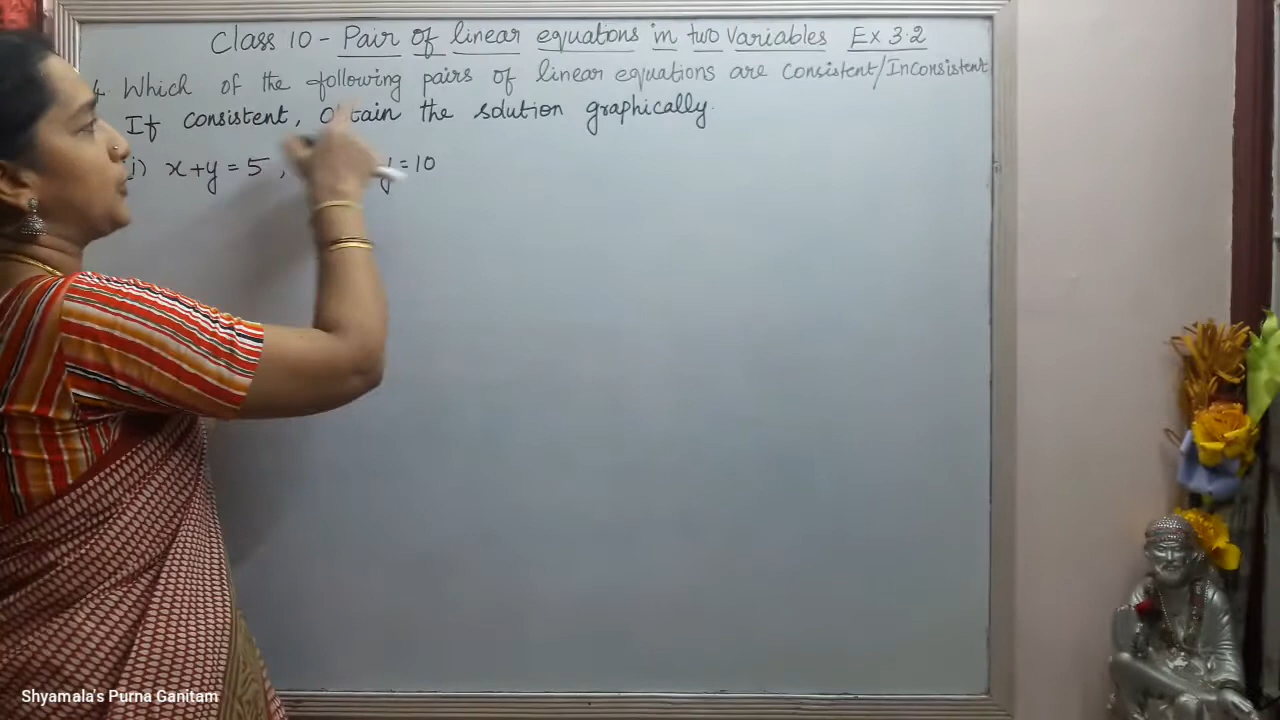 Class 10 - Pair of linear equations in two Variables Ex 3.2
4. Which of the following pairs of linear equations are Consistent/Inconsistent
If consistent, Obtain the solution graphically.
i) x+y=5, y=10
Shyamala's Purna Ganitam